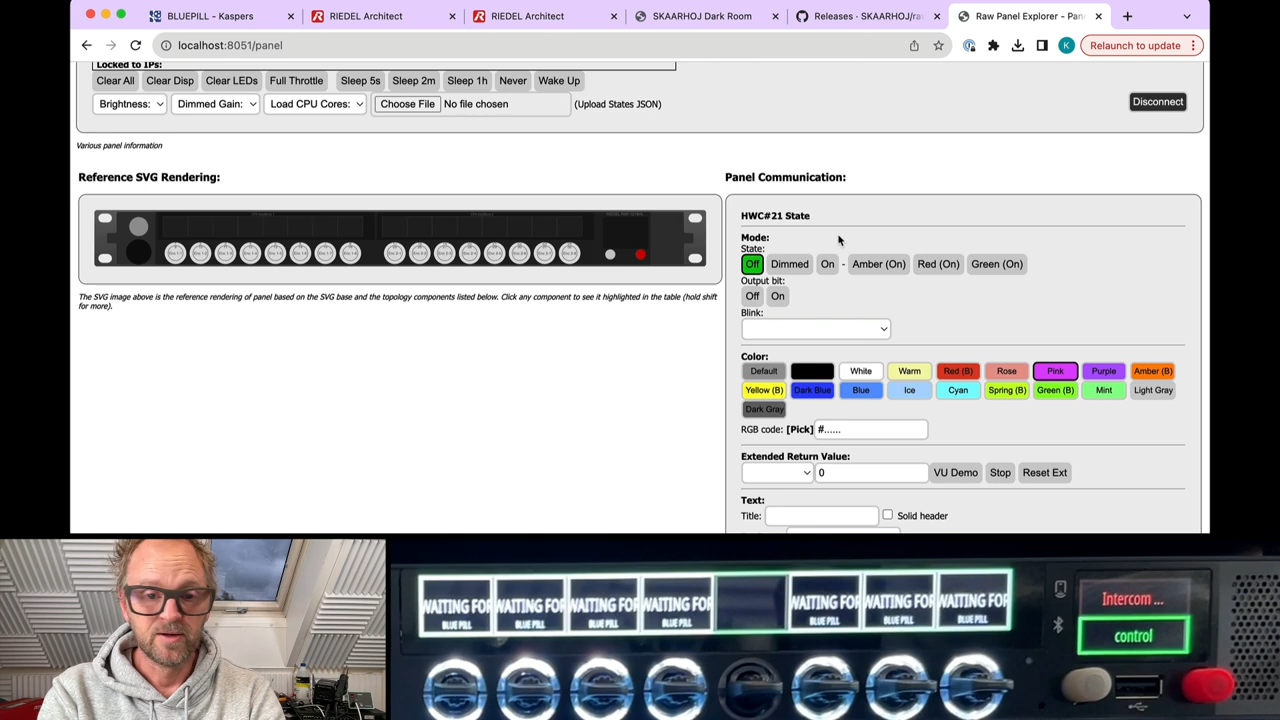 BLUEPILL - Kaspers
RIEDEL Architect
RIEDEL Architect
SKAARHOJ Dark Room
Releases · SKAARHOJ/ra
Raw Panel Explorer - Pan
localhost:8051/panel
K
Relaunch to update
Locked to IPs:
Clear All Clear Disp Clear LEDs Full Throttle Sleep 5s Sleep 2m Sleep 1h Never Wake Up
Brightness: Dimmed Gain: Load CPU Cores: Choose File No file chosen (Upload States JSON)
Disconnect
Various panel information
Reference SVG Rendering:
The SVG image above is the reference rendering of panel based on the SVG base and the topology components listed below. Click any component to see it highlighted in the table (hold shift
for more).
Panel Communication:
HWC#21 State
Mode:
State:
Off Dimmed On - Amber (On) Red (On) Green (On)
Output bit:
Off On
Blink:
Color:
Default White Warm Red (B) Rose Pink Purple Amber (B)
Yellow (B) Dark Blue Blue Ice Cyan Spring (B) Green (B) Mint Light Gray
Dark Gray
RGB code: [Pick] #......
Extended Return Value:
0 VU Demo Stop Reset Ext
Text:
Title: Solid header
WAITING FOR WAITING FOR WAITING FOR WAITING FOR WAITING FOR WAITING FOR WAITING FOR
BLUE PILL BLUE PILL BLUE PILL BLUE PILL BLUE PILL BLUE PILL BLUE PILL
Intercom ...
control